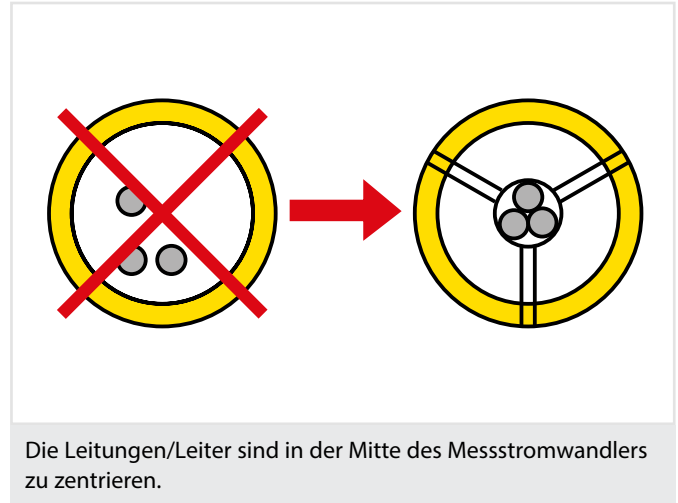 Die Leitungen/Leiter sind in der Mitte des Messstromwandlers
zu zentrieren.